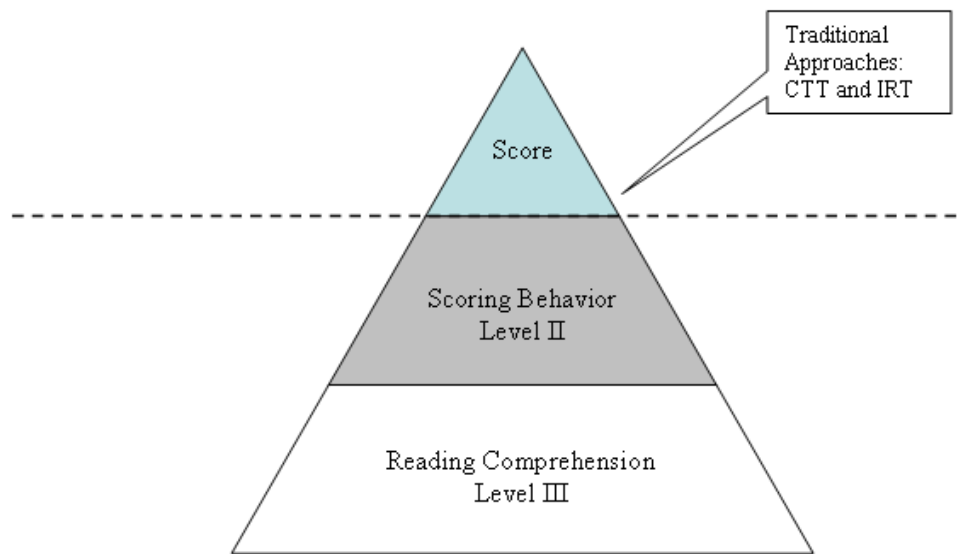 Traditional
Approaches:
CTT and IRT
Score
Scoring Behavior
Level II
Reading Comprehension
Level III